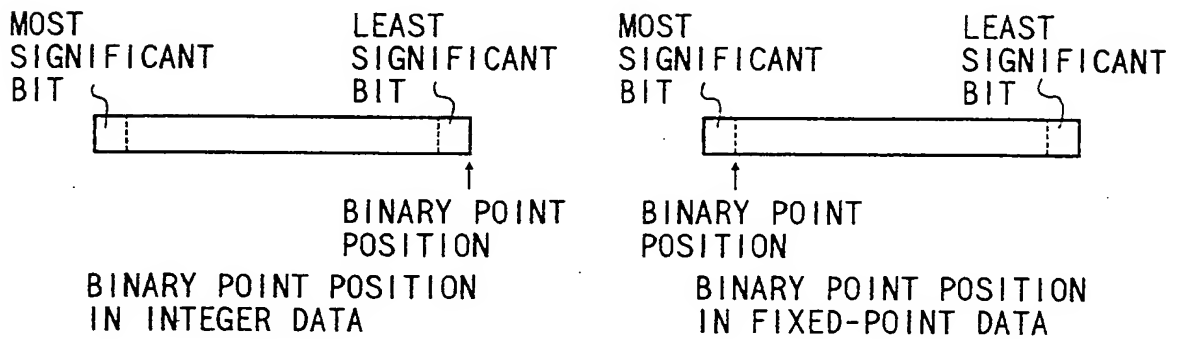 MOST
SIGNIFICANT
BIT
LEAST
SIGNIFICANT
BIT
BINARY POINT
POSITION
BINARY POINT POSITION
IN INTEGER DATA
MOST
SIGNIFICANT
BIT
LEAST
SIGNIFICANT
BIT
BINARY POINT
POSITION
BINARY POINT POSITION
IN FIXED-POINT DATA